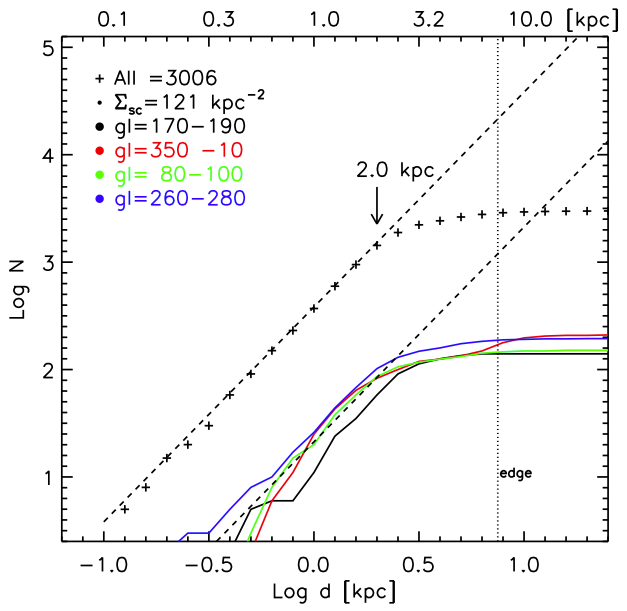 0.1 0.3 1.0 3.2 10.0 [kpc]
+ All =3006
• Σsc=121 kpc−2
● gl=170−190
● gl=350 −10
● gl= 80−100
● gl=260−280
2.0 kpc
5
4
3
2
1
Log N
edge
−1.0 −0.5 0.0 0.5 1.0
Log d [kpc]